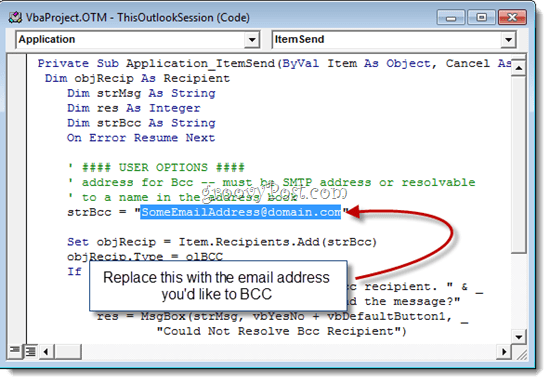 VbaProject.OTM - ThisOutlookSession (Code)
Application
ItemSend
Private Sub Application_ItemSend(ByVal Item As Object, Cancel As
Dim objRecip As Recipient
Dim strMsg As String
Dim res As Integer
Dim strBcc As String
On Error Resume Next
' #### USER OPTIONS ####
' address for Bcc -- must be SMTP address or resolvable
' to a name in the address book
groovyPost.com
strBcc = "SomeEmailAddress@domain.com"
Set objRecip = Item.Recipients.Add(strBcc)
objRecip.Type = olBCC
If
Replace this with the email address
you'd like to BCC
recipient. " & _
the message?"
res = MsgBox(strMsg, vbYesNo + vbDefaultButton1, _
"Could Not Resolve Bcc Recipient")